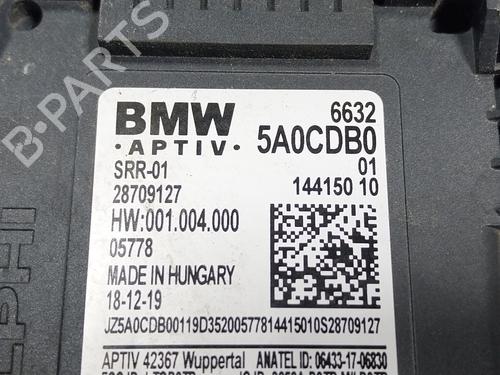 BMW 6632
· APTIV · 5A0CDB0
SRR-01 01
28709127 144150 10
HW:001.004.000
05778
MADE IN HUNGARY
18-12-19
JZ5A0CDB00119D3520057781441501​0S28709127
APTIV 42367 Wuppertal ANATEL ID: 06433-17-06830
B-PARTS